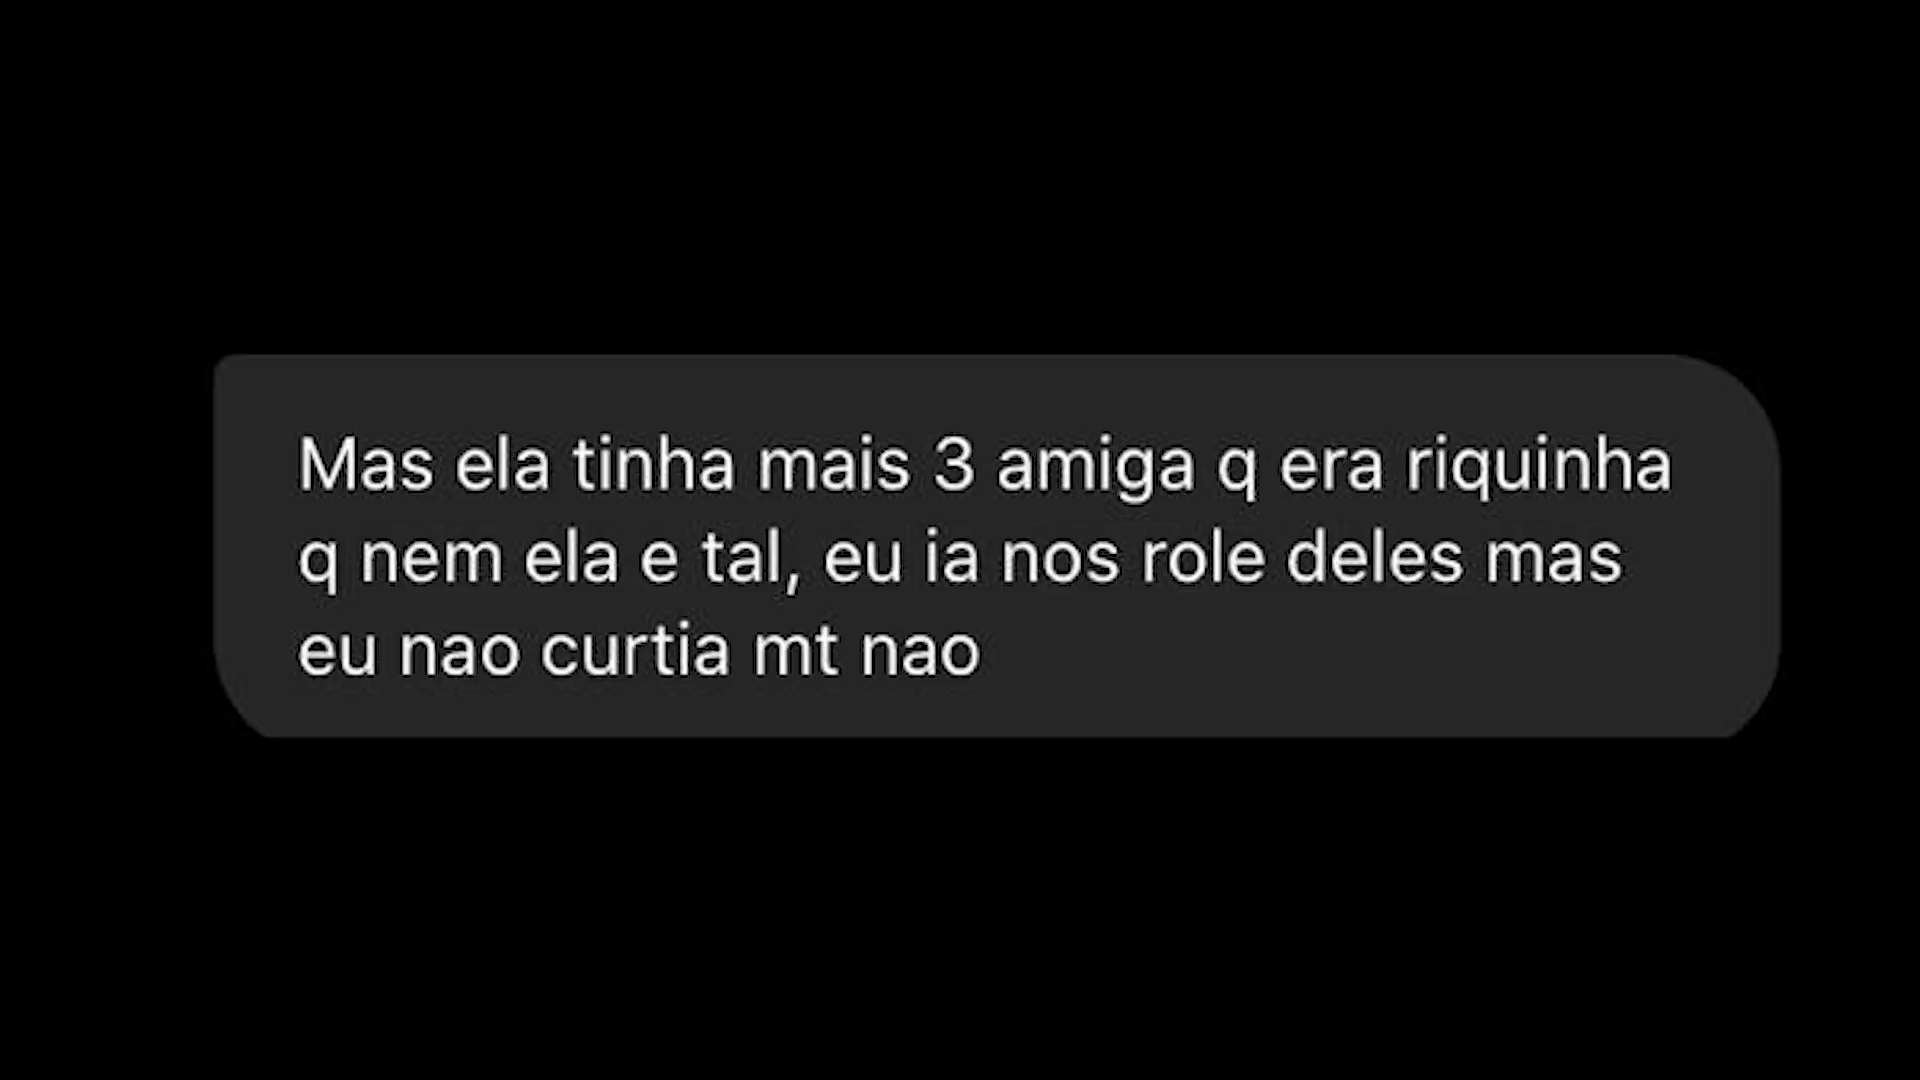 Mas ela tinha mais 3 amiga q era riquinha
q nem ela e tal, eu ia nos role deles mas
eu nao curtia mt nao